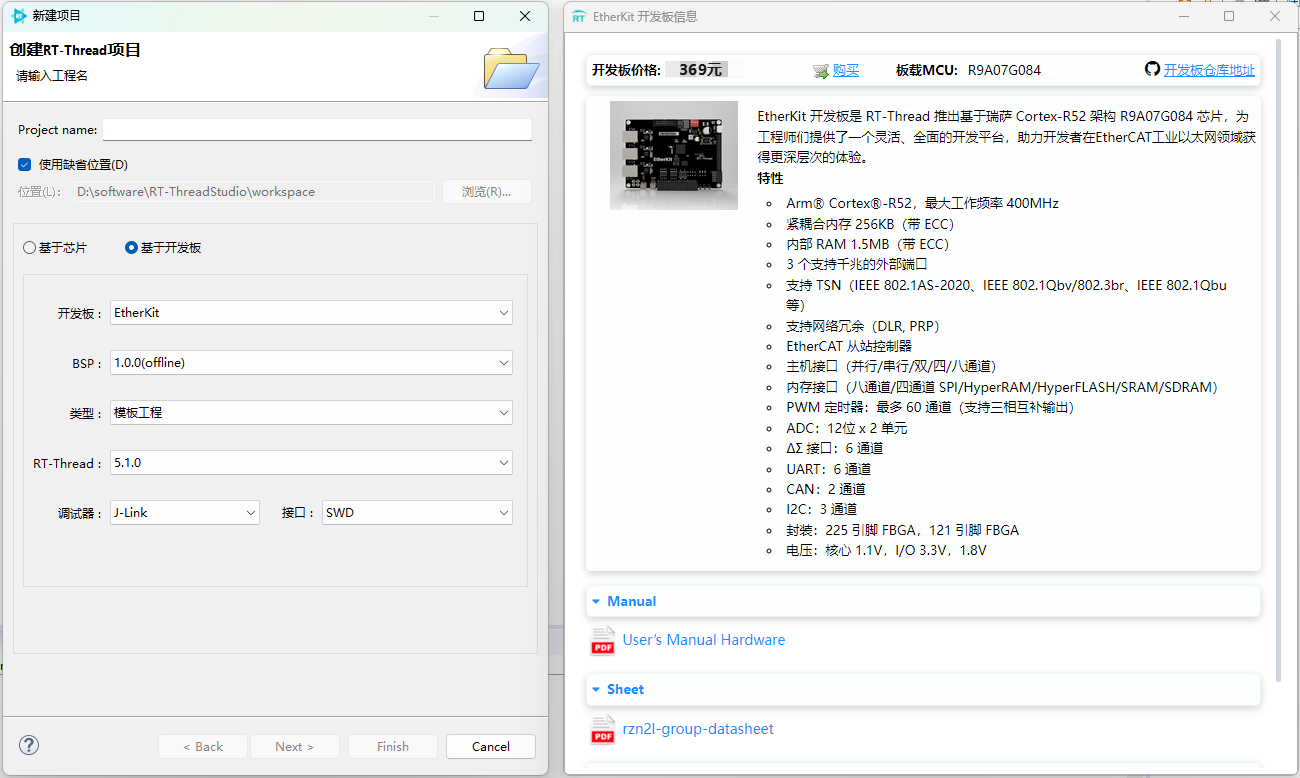 新建项目
创建RT-Thread项目
请输入工程名
Project name:
使用缺省位置(D)
位置(L): D:\software\RT-ThreadStudio\workspace 浏览(R)...
基于芯片 基于开发板
开发板： EtherKit
BSP： 1.0.0(offline)
类型： 模板工程
RT-Thread： 5.1.0
调试器： J-Link 接口： SWD
< Back Next > Finish Cancel
RT EtherKit 开发板信息
开发板价格: 369元 购买 板载MCU: R9A07G084 开发板仓库地址
EtherKit 开发板是 RT-Thread 推出基于瑞萨 Cortex-R52 架构 R9A07G084 芯片，为
工程师们提供了一个灵活、全面的开发平台，助力开发者在EtherCAT工业以太网领域获
得更深层次的体验。
特性
Arm® Cortex®-R52，最大工作频率 400MHz
紧耦合内存 256KB（带 ECC）
内部 RAM 1.5MB（带 ECC）
3 个支持千兆的外部端口
支持 TSN（IEEE 802.1AS-2020、IEEE 802.1Qbv/802.3br、IEEE 802.1Qbu
等）
支持网络冗余（DLR, PRP）
EtherCAT 从站控制器
主机接口（并行/串行/双/四/八通道）
内存接口（八通道/四通道 SPI/HyperRAM/HyperFLASH/SRAM/SDRAM）
PWM 定时器：最多 60 通道（支持三相互补输出）
ADC：12位 x 2 单元
ΔΣ 接口：6 通道
UART：6 通道
CAN：2 通道
I2C：3 通道
封装：225 引脚 FBGA，121 引脚 FBGA
电压：核心 1.1V，I/O 3.3V，1.8V
Manual
PDF User’s Manual Hardware
Sheet
PDF rzn2l-group-datasheet